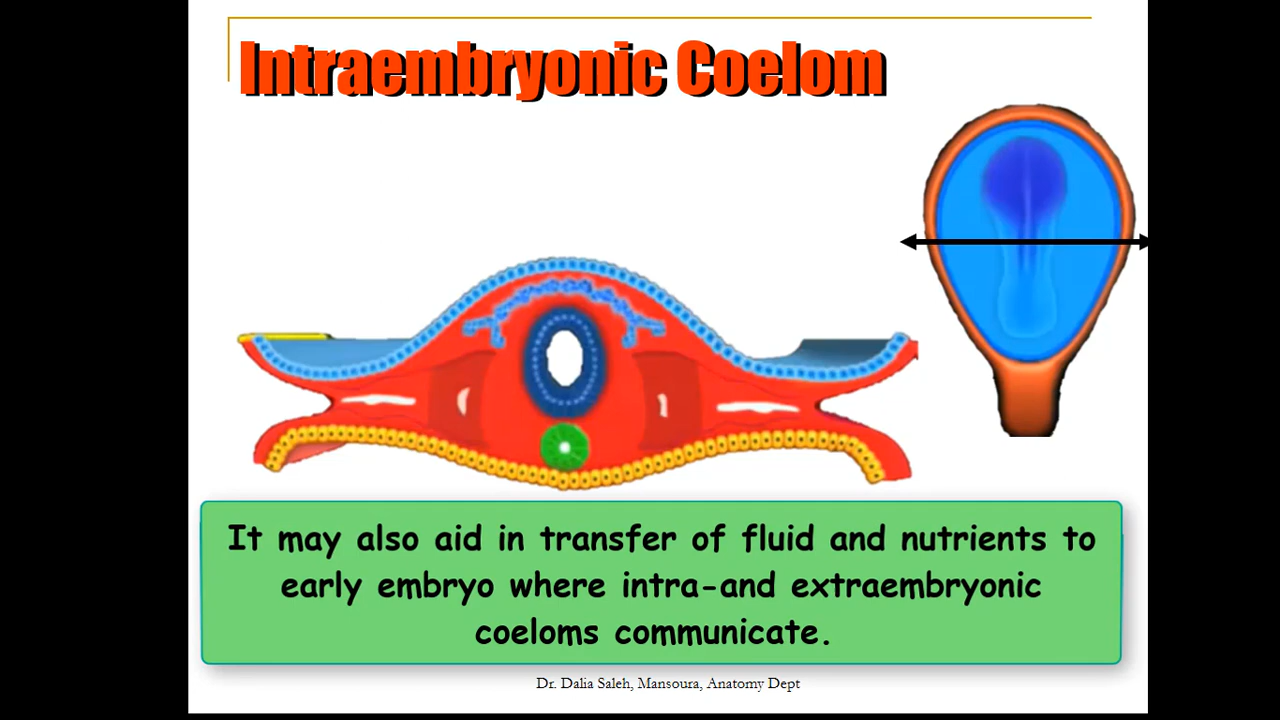 Intraembryonic Coelom
It may also aid in transfer of fluid and nutrients to
early embryo where intra-and extraembryonic
coeloms communicate.
Dr. Dalia Saleh, Mansoura, Anatomy Dept